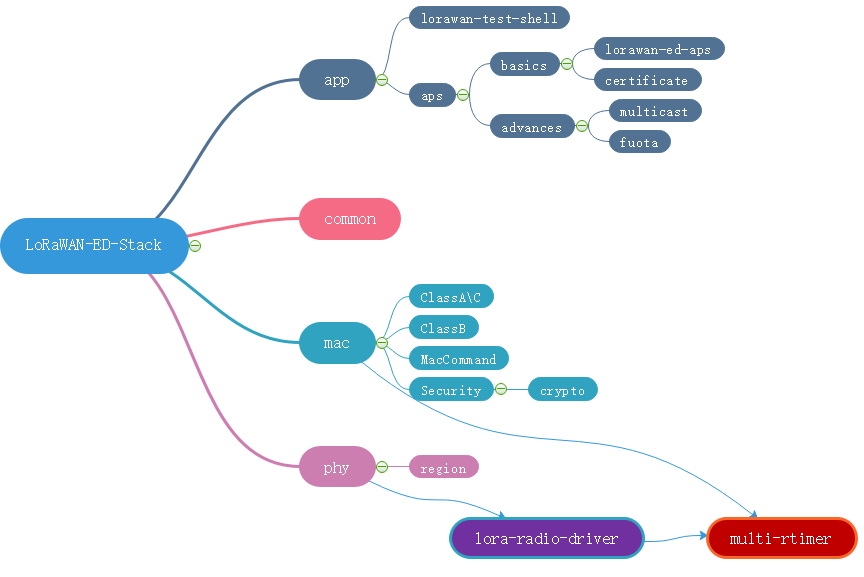 LoRaWAN-ED-Stack
app
lorawan-test-shell
aps
basics
lorawan-ed-aps
certificate
advances
multicast
fuota
common
mac
ClassA\C
ClassB
MacCommand
Security
crypto
phy
region
lora-radio-driver
multi-rtimer